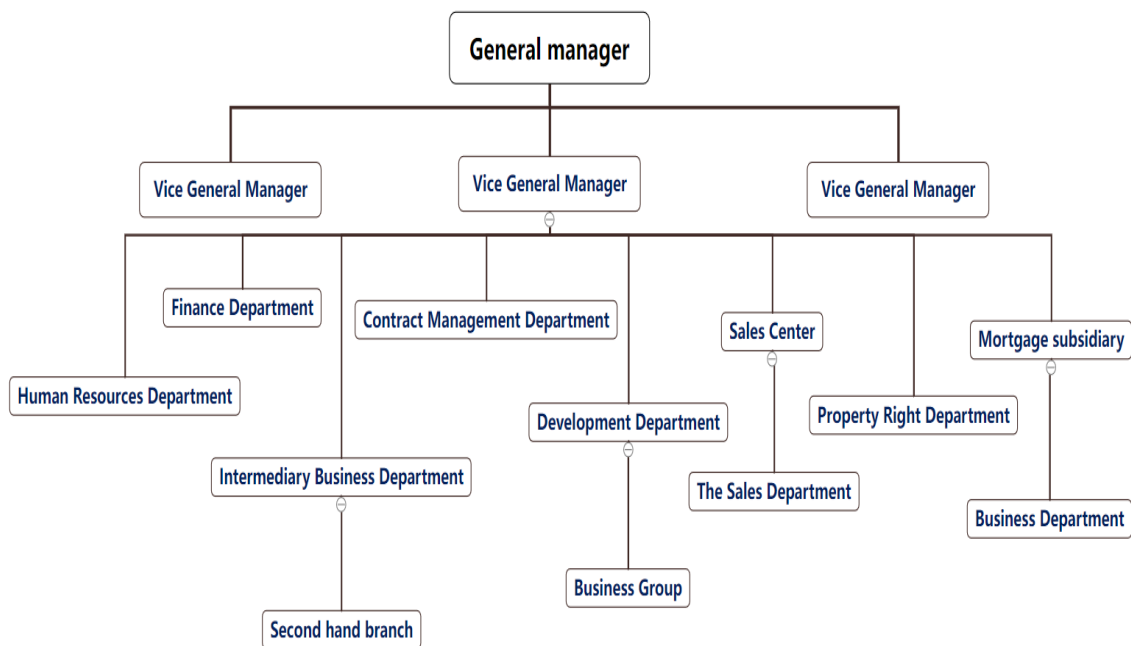 General manager
Vice General Manager
Vice General Manager
Vice General Manager
Finance Department
Contract Management Department
Sales Center
Mortgage subsidiary
Human Resources Department
Development Department
Property Right Department
Intermediary Business Department
The Sales Department
Business Department
Business Group
Second hand branch